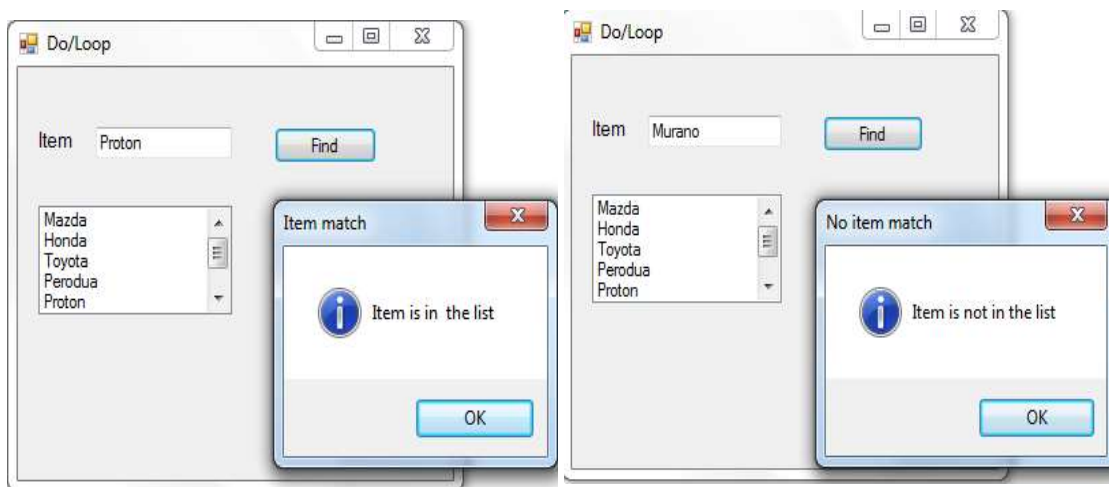 Do/Loop
Item Proton Find
Mazda
Honda
Toyota
Perodua
Proton
Item match
Item is in the list
OK
Do/Loop
Item Murano Find
Mazda
Honda
Toyota
Perodua
Proton
No item match
Item is not in the list
OK